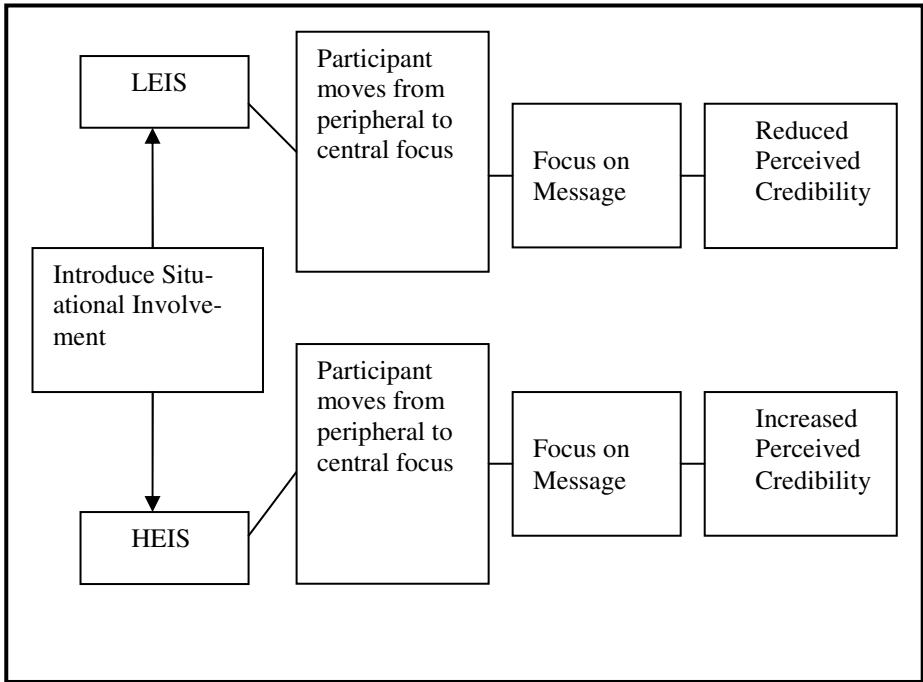 LEIS
Participant
moves from
peripheral to
central focus
Focus on
Message
Reduced
Perceived
Credibility
Introduce Situ-
ational Involve-
ment
Participant
moves from
peripheral to
central focus
Focus on
Message
Increased
Perceived
Credibility
HEIS